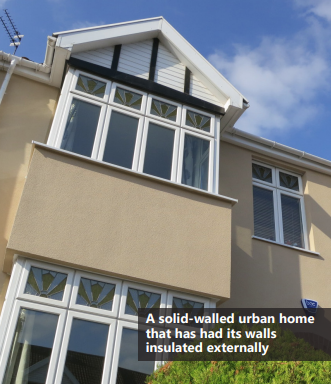 A solid-walled urban home
that has had its walls
insulated externally